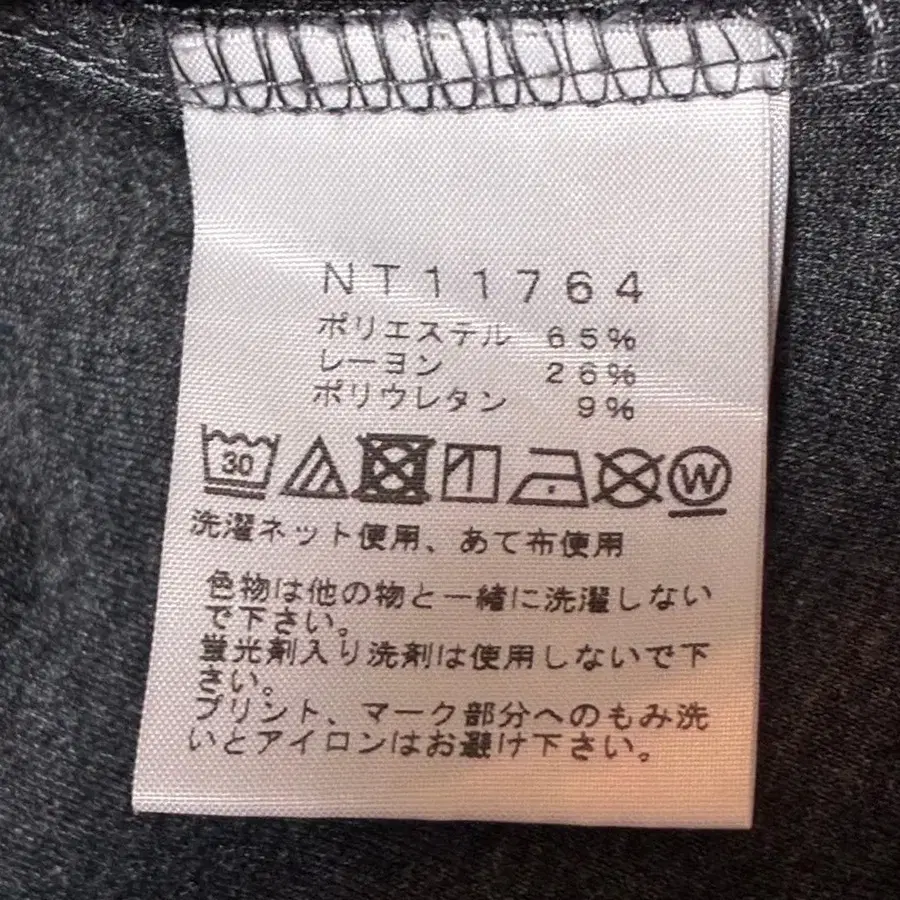 NT11764
ポリエステル 65%
レーヨン 26%
ポリウレタン 9%
30
W
洗濯ネット使用、あて布使用
色物は他の物と一緒に洗濯しない
で下さい。
蛍光剤入り洗剤は使用しないで下
さい。
プリント、マーク部分へのもみ洗
いとアイロンはお避け下さい。